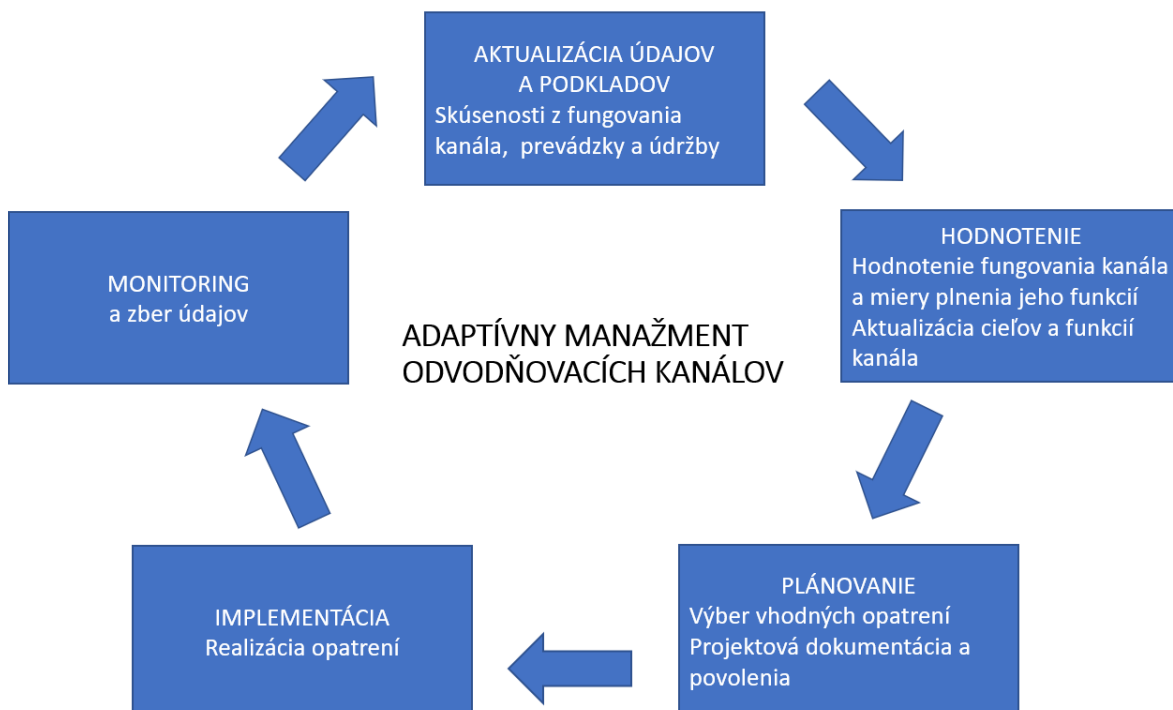 AKTUALIZÁCIA ÚDAJOV
A PODKLADOV
Skúsenosti z fungovania
kanála,  prevádzky a údržby
HODNOTENIE
Hodnotenie fungovania kanála
a miery plnenia jeho funkcií
Aktualizácia cieľov a funkcií
kanála
MONITORING
a zber údajov
ADAPTÍVNY MANAŽMENT
ODVODŇOVACÍCH KANÁLOV
PLÁNOVANIE
Výber vhodných opatrení
Projektová dokumentácia a
povolenia
IMPLEMENTÁCIA
Realizácia opatrení